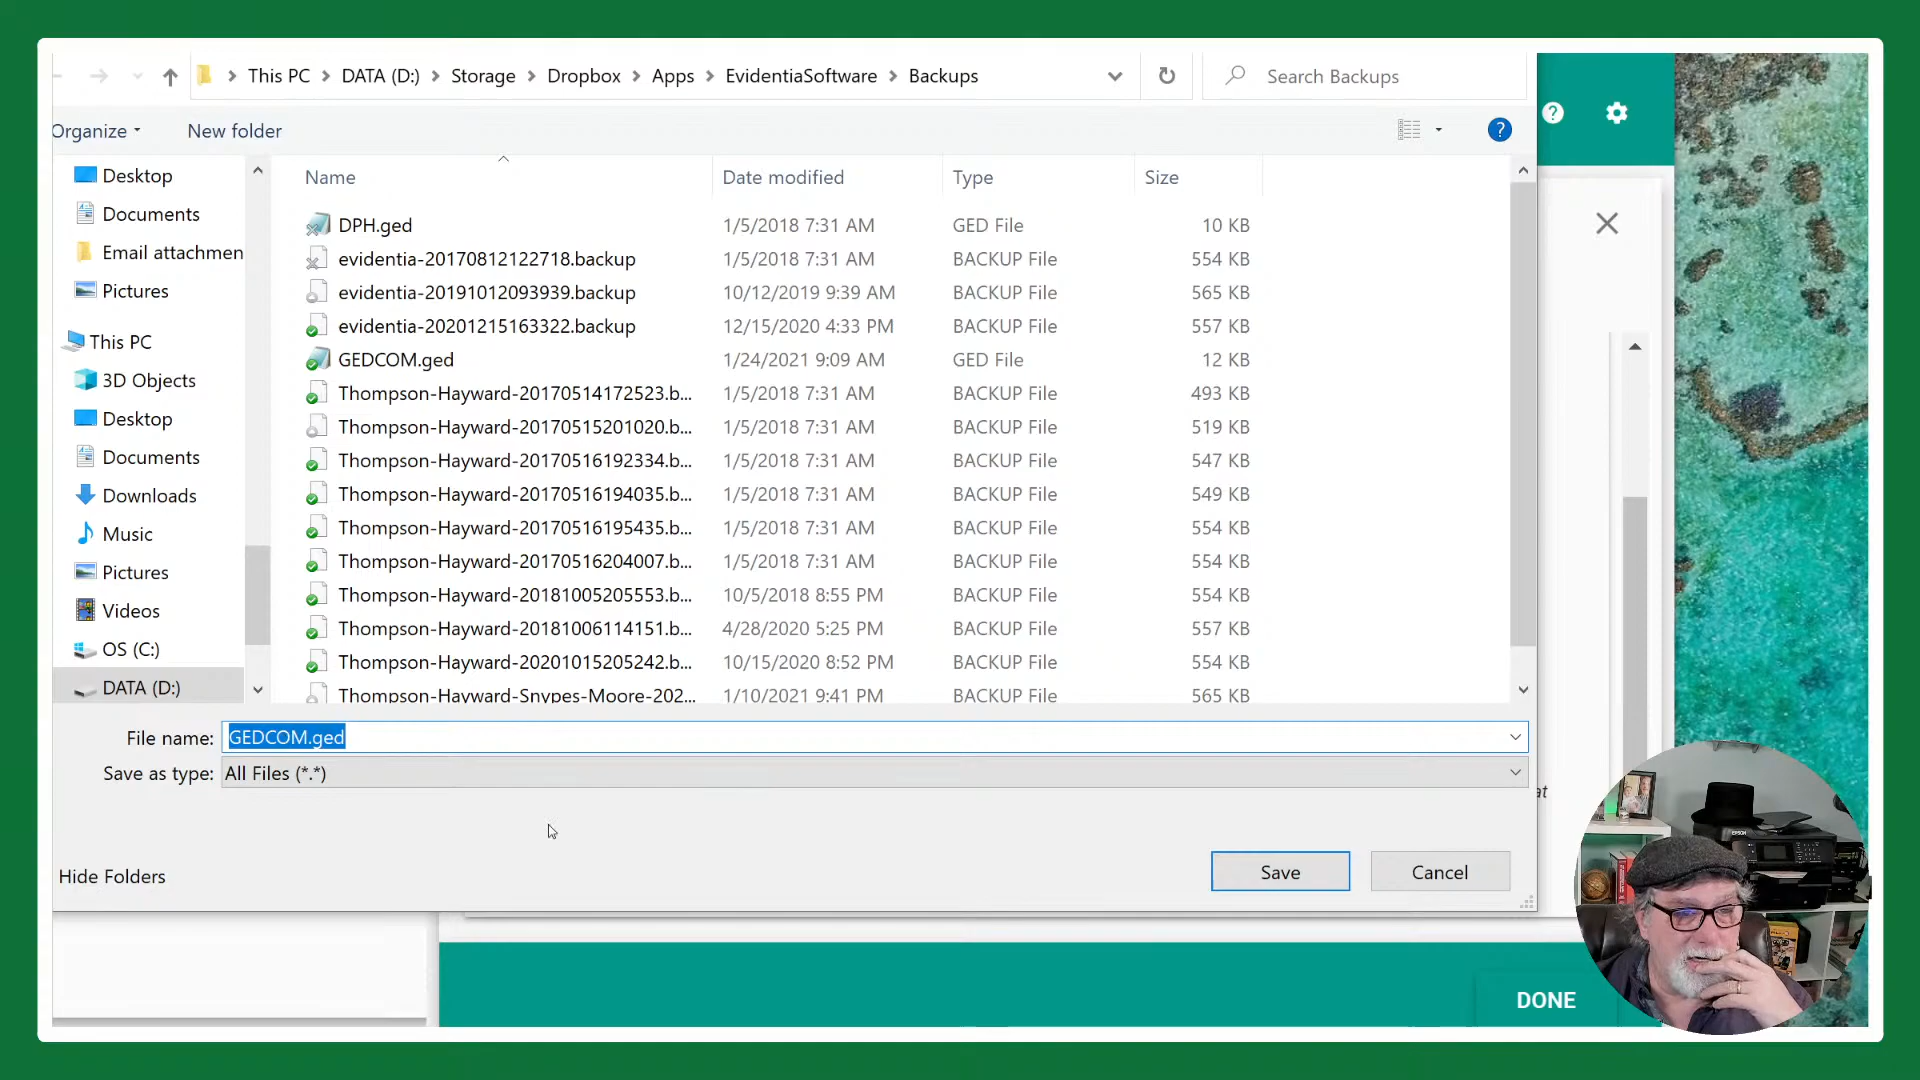 This PC > DATA (D:) > Storage > Dropbox > Apps > EvidentiaSoftware > Backups
Search Backups
Organize
New folder
Name Date modified Type Size
Desktop
Documents
Email attachmen
Pictures
This PC
3D Objects
Desktop
Documents
Downloads
Music
Pictures
Videos
OS (C:)
DATA (D:)
DPH.ged 1/5/2018 7:31 AM GED File 10 KB
evidentia-20170812122718.backup 1/5/2018 7:31 AM BACKUP File 554 KB
evidentia-20191012093939.backup 10/12/2019 9:39 AM BACKUP File 565 KB
evidentia-20201215163322.backup 12/15/2020 4:33 PM BACKUP File 557 KB
GEDCOM.ged 1/24/2021 9:09 AM GED File 12 KB
Thompson-Hayward-20170514172523.b... 1/5/2018 7:31 AM BACKUP File 493 KB
Thompson-Hayward-20170515201020.b... 1/5/2018 7:31 AM BACKUP File 519 KB
Thompson-Hayward-20170516192334.b... 1/5/2018 7:31 AM BACKUP File 547 KB
Thompson-Hayward-20170516194035.b... 1/5/2018 7:31 AM BACKUP File 549 KB
Thompson-Hayward-20170516195435.b... 1/5/2018 7:31 AM BACKUP File 554 KB
Thompson-Hayward-20170516204007.b... 1/5/2018 7:31 AM BACKUP File 554 KB
Thompson-Hayward-20181005205553.b... 10/5/2018 8:55 PM BACKUP File 554 KB
Thompson-Hayward-20181006114151.b... 4/28/2020 5:25 PM BACKUP File 557 KB
Thompson-Hayward-20201015205242.b... 10/15/2020 8:52 PM BACKUP File 554 KB
Thompson-Hayward-Snypes-Moore-202... 1/10/2021 9:41 PM BACKUP File 565 KB
File name: GEDCOM.ged
Save as type: All Files (*.*)
at
Hide Folders
Save
Cancel
DONE
EPSON